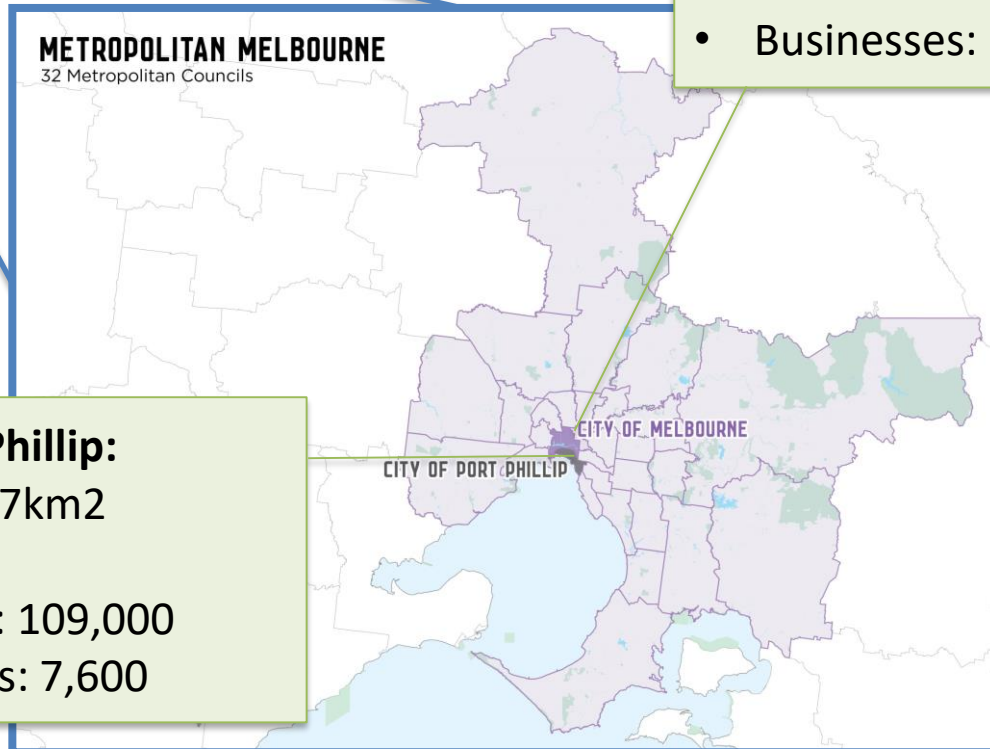 METROPOLITAN MELBOURNE
32 Metropolitan Councils
• Businesses:
CITY OF MELBOURNE
CITY OF PORT PHILLIP
Phillip:
7km2
: 109,000
s: 7,600